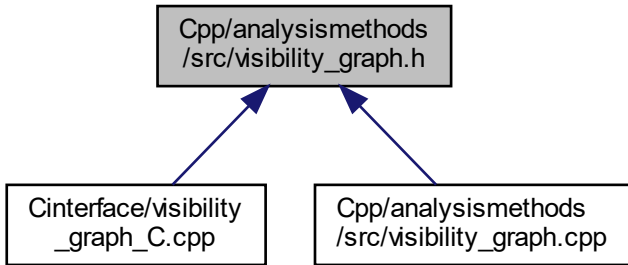 Cpp/analysismethods
/src/visibility_graph.h
Cinterface/visibility
_graph_C.cpp
Cpp/analysismethods
/src/visibility_graph.cpp